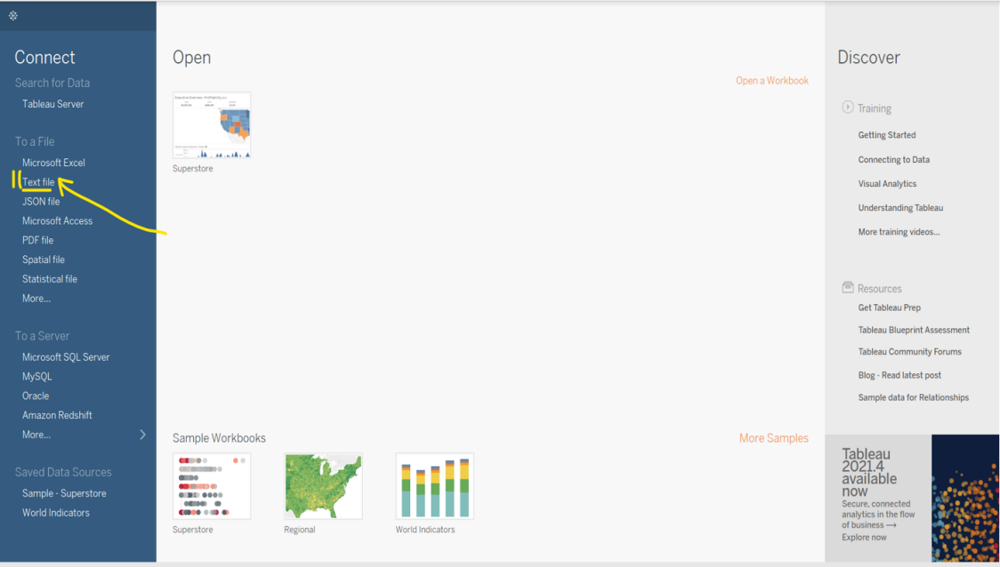 Connect
Search for Data
Tableau Server
To a File
Microsoft Excel
Text file
JSON file
Microsoft Access
PDF file
Spatial file
Statistical file
More...
To a Server
Microsoft SQL Server
MySQL
Oracle
Amazon Redshift
More...
Saved Data Sources
Sample - Superstore
World Indicators
Open
Open a Workbook
Superstore
Sample Workbooks
More Samples
Superstore
Regional
World Indicators
Discover
Training
Getting Started
Connecting to Data
Visual Analytics
Understanding Tableau
More training videos...
Resources
Get Tableau Prep
Tableau Blueprint Assessment
Tableau Community Forums
Blog - Read latest post
Sample data for Relationships
Tableau
2021.4
available
now
Secure, connected
analytics in the flow
of business →
Explore now